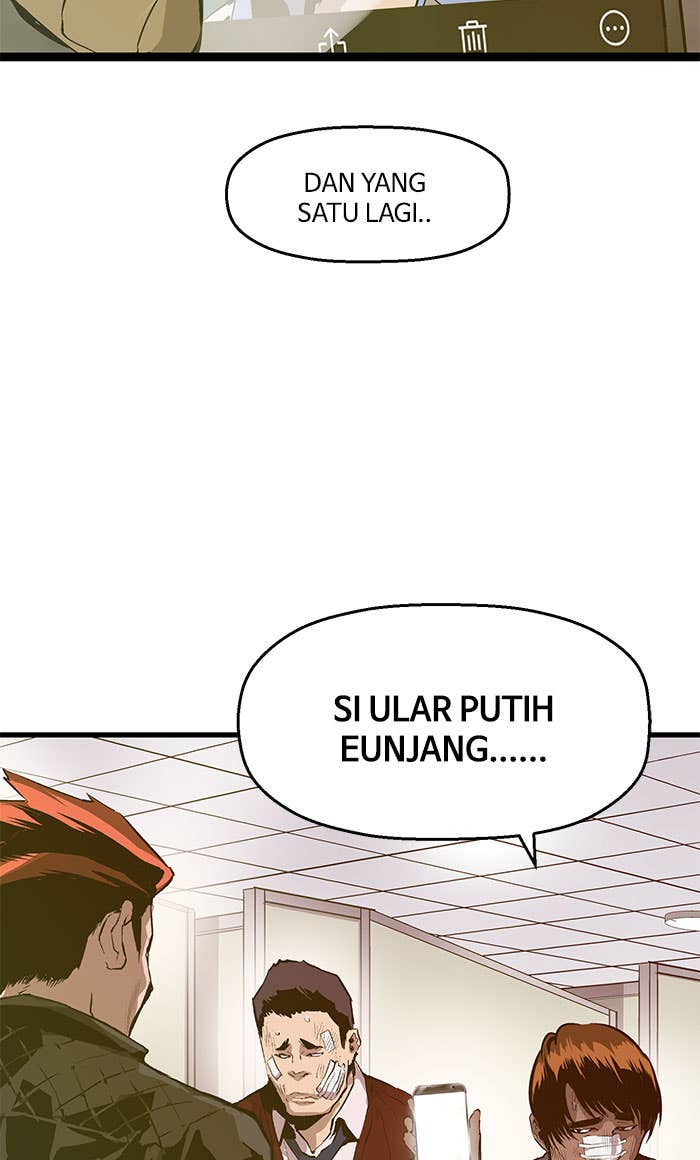 DAN YANG
SATU LAGI..
SI ULAR PUTIH
EUNJANG......